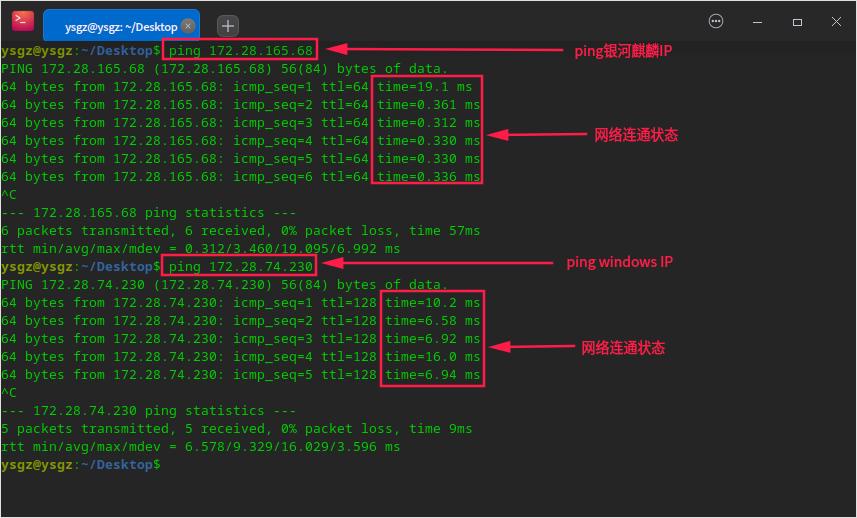 ysgz@ysgz: ~/Desktop
ysgz@ysgz:~/Desktop$ ping 172.28.165.68 ping银河麒麟IP
PING 172.28.165.68 (172.28.165.68) 56(84) bytes of data.
64 bytes from 172.28.165.68: icmp_seq=1 ttl=64 time=19.1 ms
64 bytes from 172.28.165.68: icmp_seq=2 ttl=64 time=0.361 ms
64 bytes from 172.28.165.68: icmp_seq=3 ttl=64 time=0.312 ms
64 bytes from 172.28.165.68: icmp_seq=4 ttl=64 time=0.330 ms 网络连通状态
64 bytes from 172.28.165.68: icmp_seq=5 ttl=64 time=0.330 ms
64 bytes from 172.28.165.68: icmp_seq=6 ttl=64 time=0.336 ms
^C
--- 172.28.165.68 ping statistics ---
6 packets transmitted, 6 received, 0% packet loss, time 57ms
rtt min/avg/max/mdev = 0.312/3.460/19.095/6.992 ms
ysgz@ysgz:~/Desktop$ ping 172.28.74.230 ping windows IP
PING 172.28.74.230 (172.28.74.230) 56(84) bytes of data.
64 bytes from 172.28.74.230: icmp_seq=1 ttl=128 time=10.2 ms
64 bytes from 172.28.74.230: icmp_seq=2 ttl=128 time=6.58 ms
64 bytes from 172.28.74.230: icmp_seq=3 ttl=128 time=6.92 ms
64 bytes from 172.28.74.230: icmp_seq=4 ttl=128 time=16.0 ms 网络连通状态
64 bytes from 172.28.74.230: icmp_seq=5 ttl=128 time=6.94 ms
^C
--- 172.28.74.230 ping statistics ---
5 packets transmitted, 5 received, 0% packet loss, time 9ms
rtt min/avg/max/mdev = 6.578/9.329/16.029/3.596 ms
ysgz@ysgz:~/Desktop$